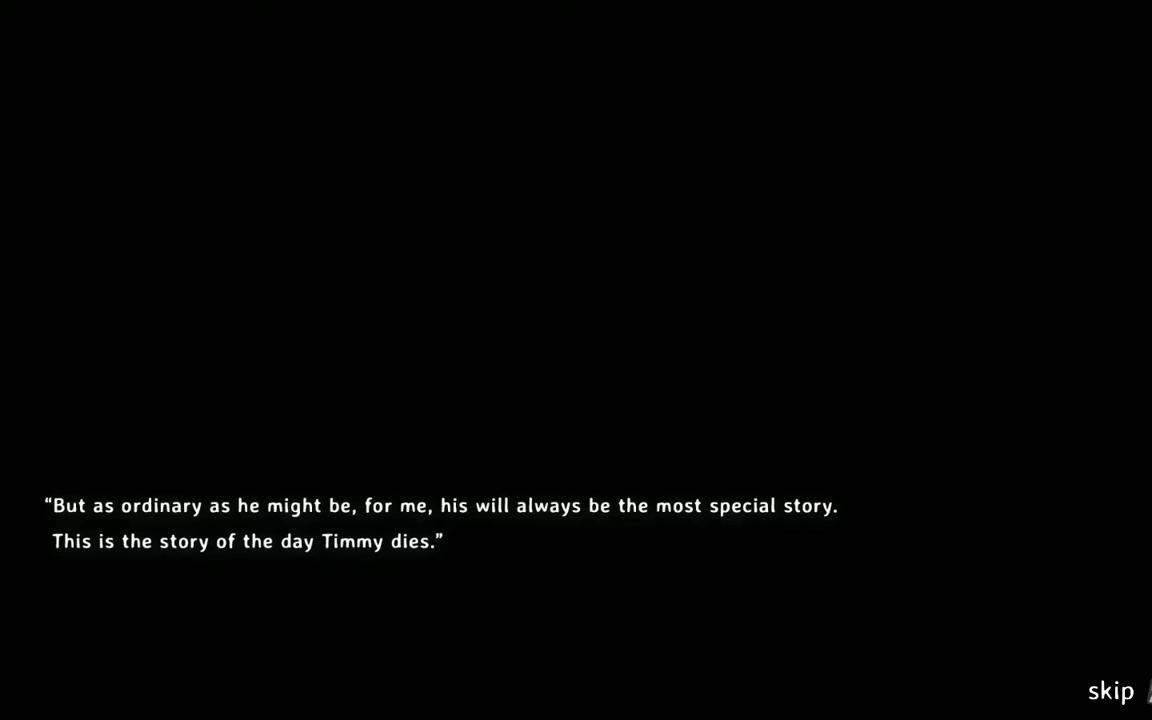 “But as ordinary as he might be, for me, his will always be the most special story.
This is the story of the day Timmy dies.”
skip